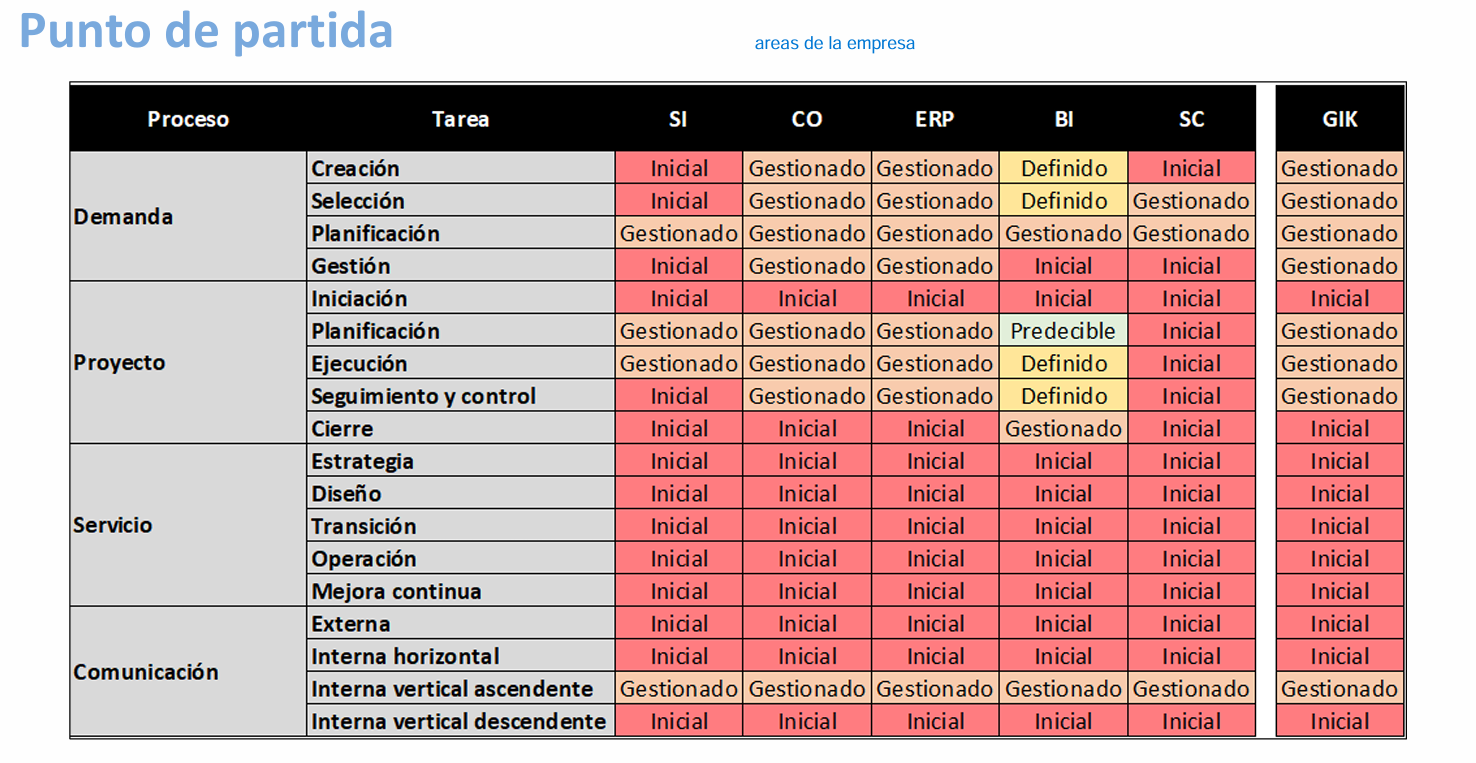 Punto de partida
areas de la empresa
Proceso Tarea SI CO ERP BI SC GIK
Demanda
Creación Inicial Gestionado Gestionado Definido Inicial Gestionado
Selección Inicial Gestionado Gestionado Definido Gestionado Gestionado
Planificación Gestionado Gestionado Gestionado Gestionado Gestionado Gestionado
Gestión Inicial Gestionado Gestionado Inicial Inicial Gestionado
Proyecto
Iniciación Inicial Inicial Inicial Inicial Inicial Inicial
Planificación Gestionado Gestionado Gestionado Predecible Inicial Gestionado
Ejecución Gestionado Gestionado Gestionado Definido Inicial Gestionado
Seguimiento y control Inicial Gestionado Gestionado Definido Inicial Gestionado
Cierre Inicial Inicial Inicial Gestionado Inicial Inicial
Servicio
Estrategia Inicial Inicial Inicial Inicial Inicial Inicial
Diseño Inicial Inicial Inicial Inicial Inicial Inicial
Transición Inicial Inicial Inicial Inicial Inicial Inicial
Operación Inicial Inicial Inicial Inicial Inicial Inicial
Mejora continua Inicial Inicial Inicial Inicial Inicial Inicial
Comunicación
Externa Inicial Inicial Inicial Inicial Inicial Inicial
Interna horizontal Inicial Inicial Inicial Inicial Inicial Inicial
Interna vertical ascendente Gestionado Gestionado Gestionado Gestionado Gestionado Gestionado
Interna vertical descendente Inicial Inicial Inicial Inicial Inicial Inicial